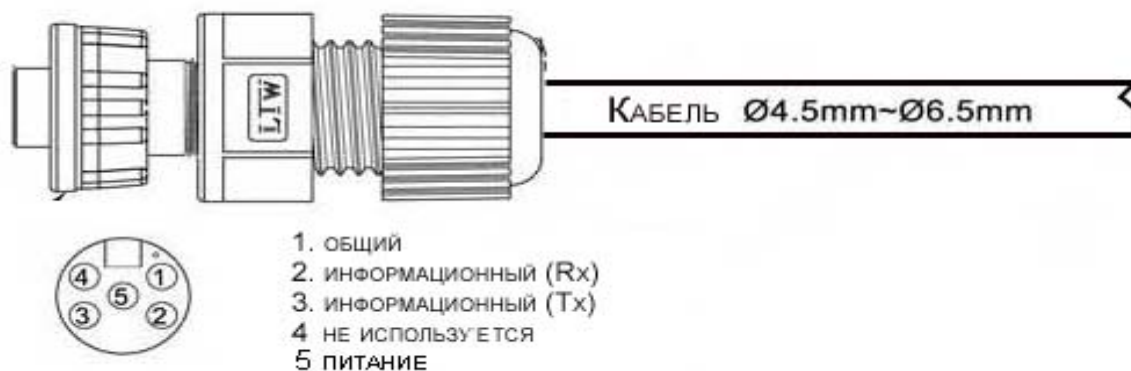 LTW
КАБЕЛЬ Ø4.5mm~Ø6.5mm
4 1
5
3 2
1. ОБЩИЙ
2. ИНФОРМАЦИОННЫЙ (Rx)
3. ИНФОРМАЦИОННЫЙ (Tx)
4 НЕ ИСПОЛЬЗУЕТСЯ
5 ПИТАНИЕ